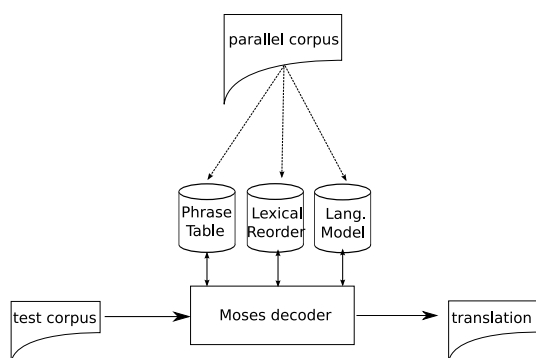 parallel corpus
Phrase
Table
Lexical
Reorder
Lang.
Model
test corpus
Moses decoder
translation